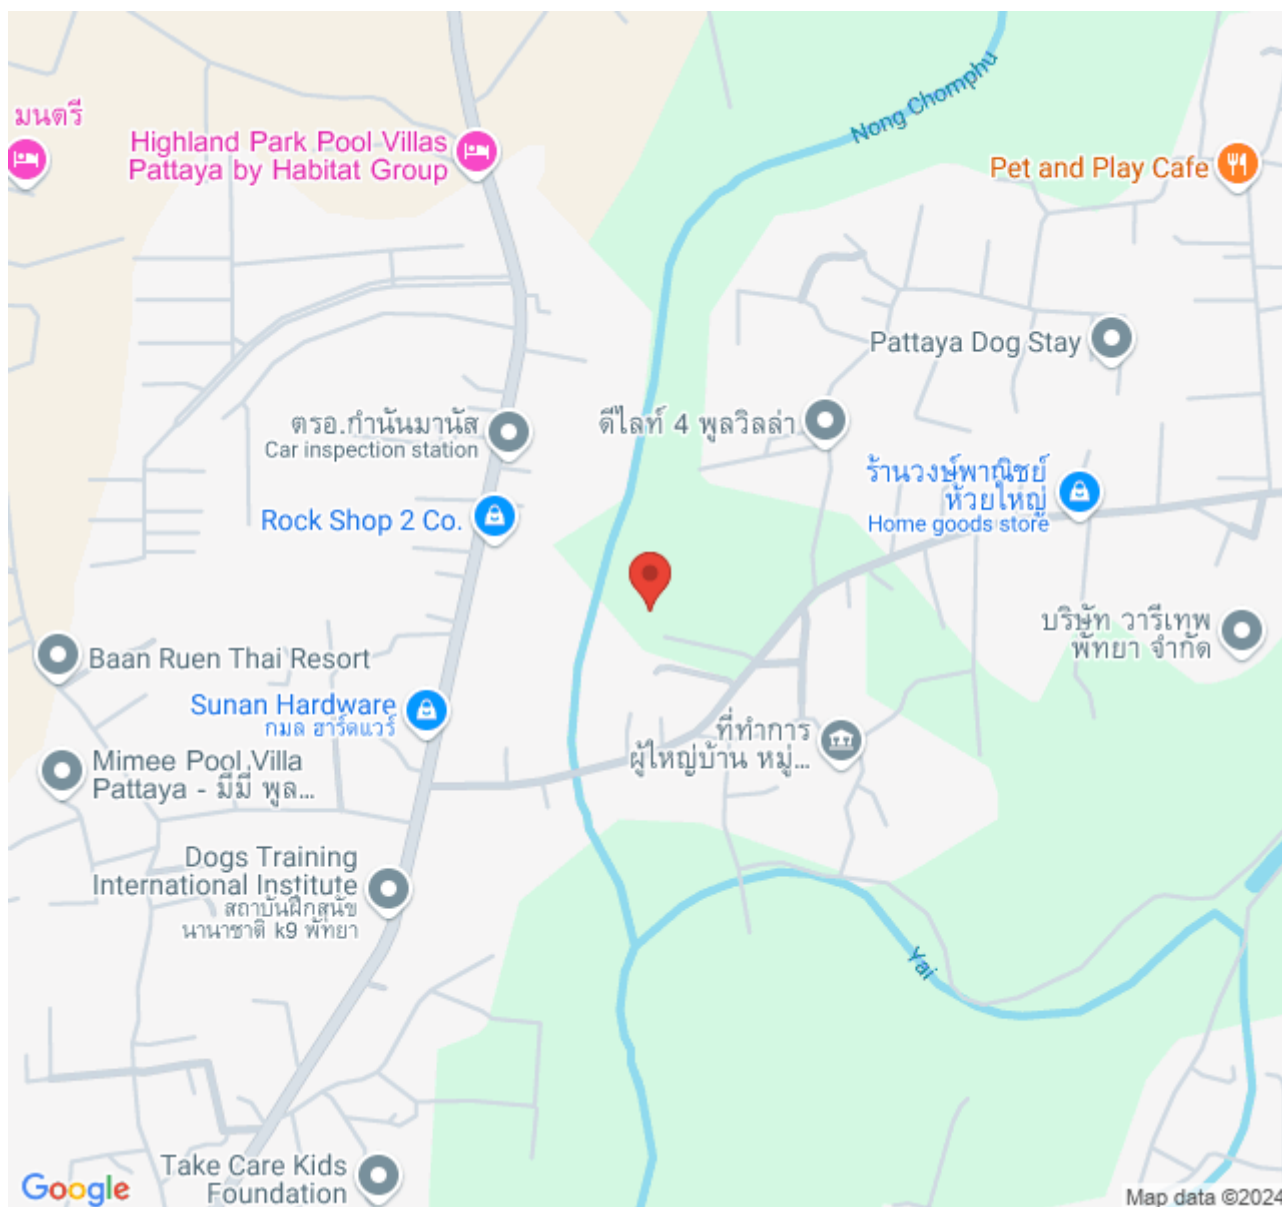 มนตรี
Highland Park Pool Villas
Pattaya by Habitat Group
Nong Chomphu
Pet and Play Cafe
Pattaya Dog Stay
ตรอ.กำนันมานัส
Car inspection station
ดีไลท์ 4 พูลวิลล่า
ร้านวงษ์พาณิชย์
ห้วยใหญ่
Home goods store
Rock Shop 2 Co.
บริษัท วารีเทพ
พัทยา จำกัด
Baan Ruen Thai Resort
Sunan Hardware
กมล ฮาร์ดแวร์
ที่ทำการ
ผู้ใหญ่บ้าน หมู่...
Mimee Pool Villa
Pattaya - มีมี่ พูล...
Dogs Training
International Institute
สถาบันฝึกสุนัข
นานาชาติ k9 พัทยา
Yai
Take Care Kids
Foundation
Google
Map data ©2024